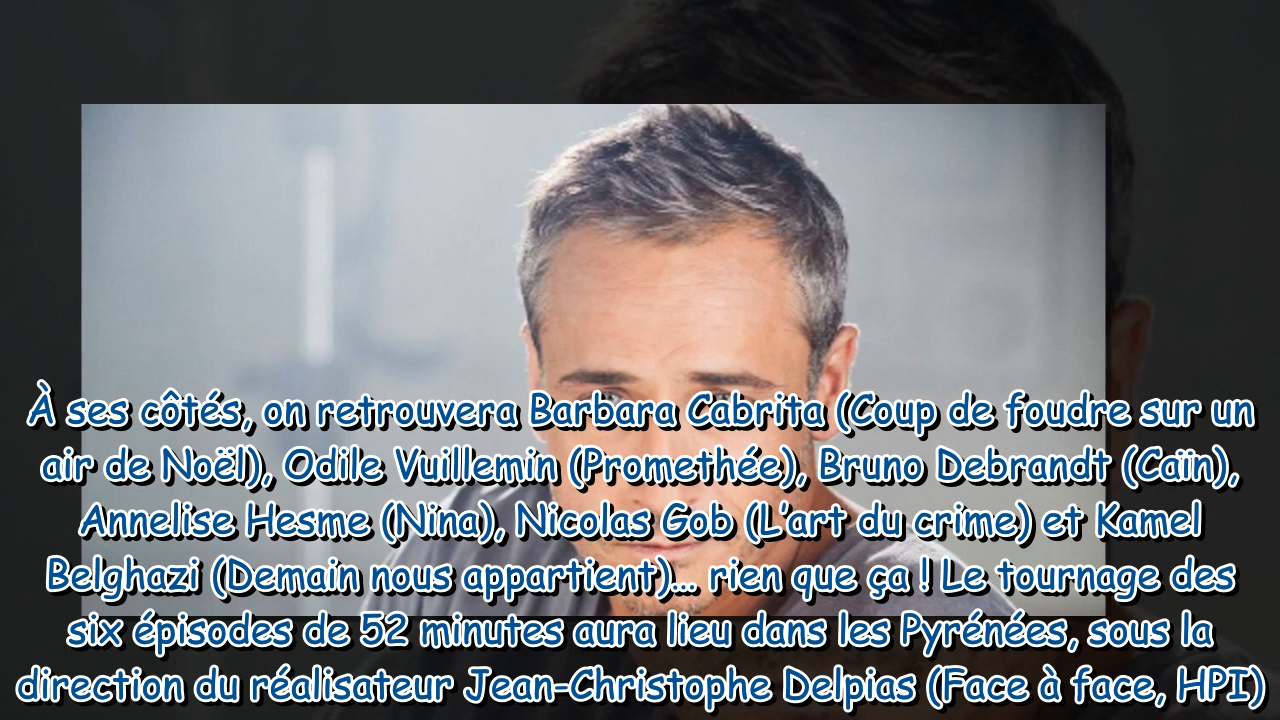 À ses côtés, on retrouvera Barbara Cabrita (Coup de foudre sur un
air de Noël), Odile Vuillemin (Promethée), Bruno Debrandt (Caïn),
Annelise Hesme (Nina), Nicolas Gob (L'art du crime) et Kamel
Belghazi (Demain nous appartient)... rien que ça ! Le tournage des
six épisodes de 52 minutes aura lieu dans les Pyrénées, sous la
direction du réalisateur Jean-Christophe Delpias (Face à face, HPI)